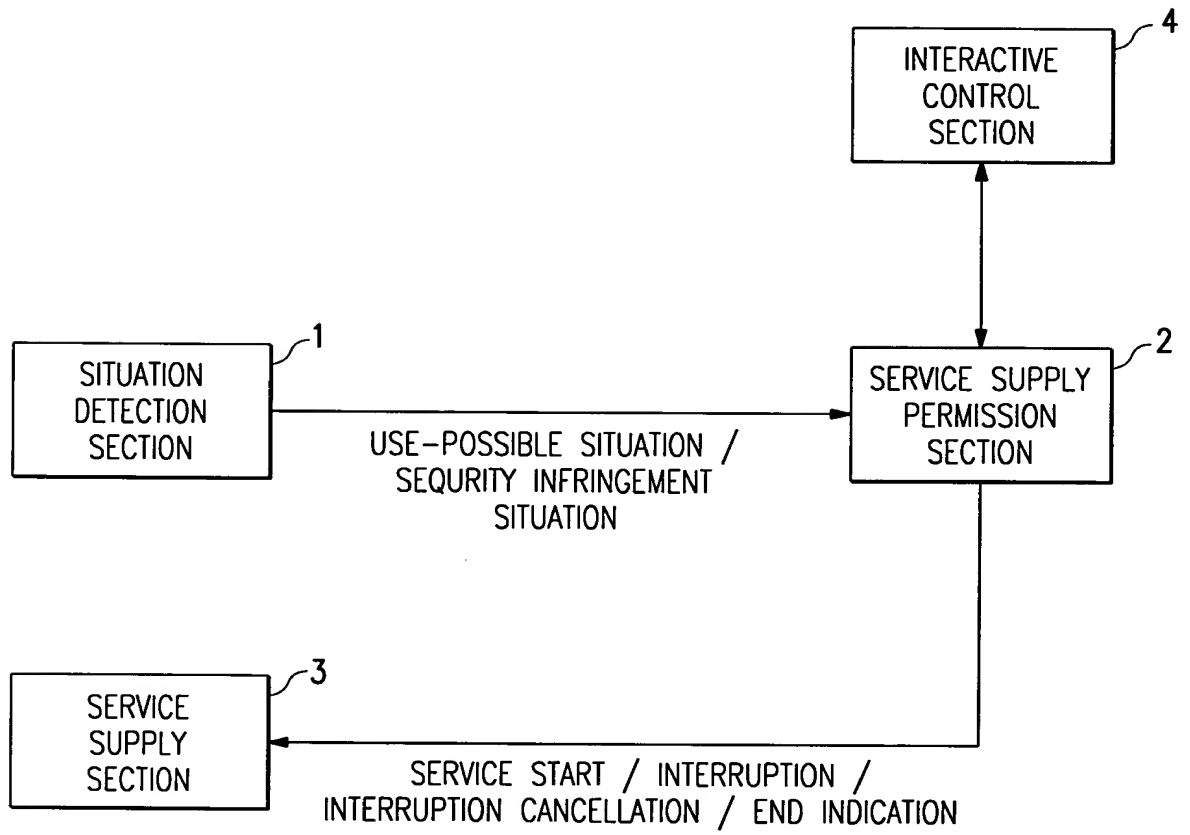 4
INTERACTIVE
CONTROL
SECTION
1
SITUATION
DETECTION
SECTION
2
SERVICE SUPPLY
PERMISSION
SECTION
USE-POSSIBLE SITUATION /
SEQURITY INFRINGEMENT
SITUATION
3
SERVICE
SUPPLY
SECTION
SERVICE START / INTERRUPTION /
INTERRUPTION CANCELLATION / END INDICATION